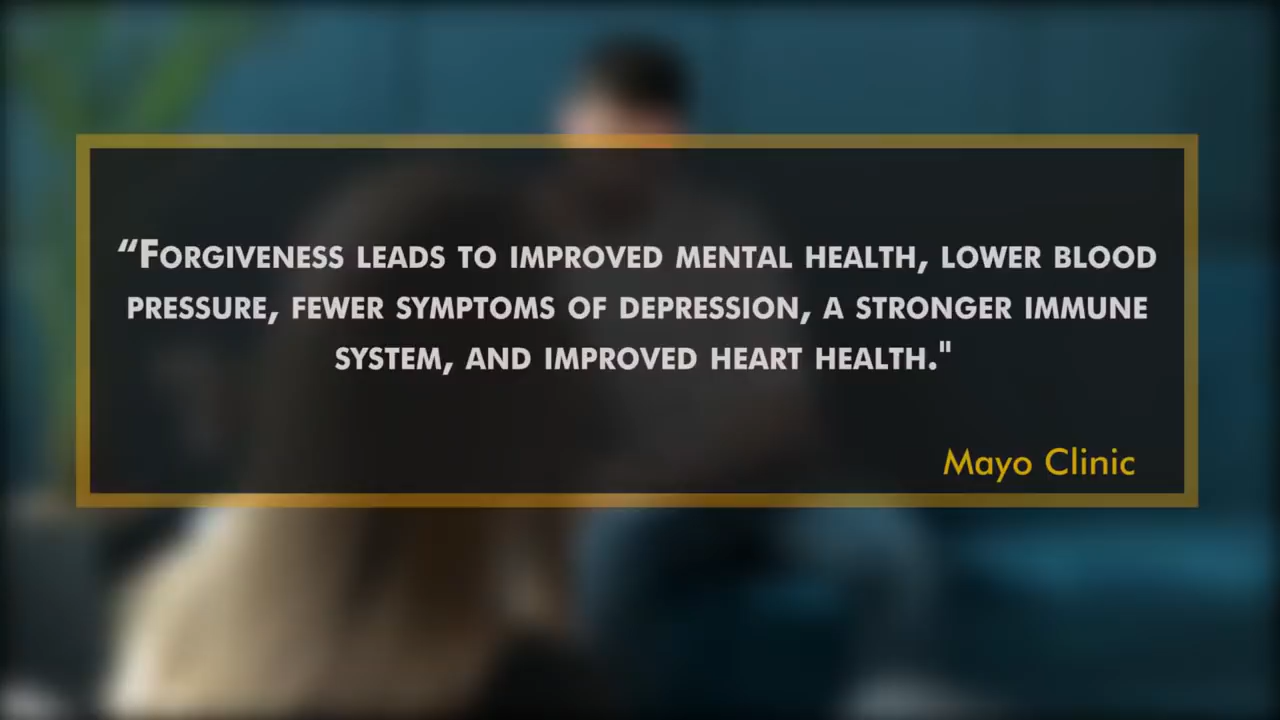 “Forgiveness leads to improved mental health, lower blood
pressure, fewer symptoms of depression, a stronger immune
system, and improved heart health."
Mayo Clinic